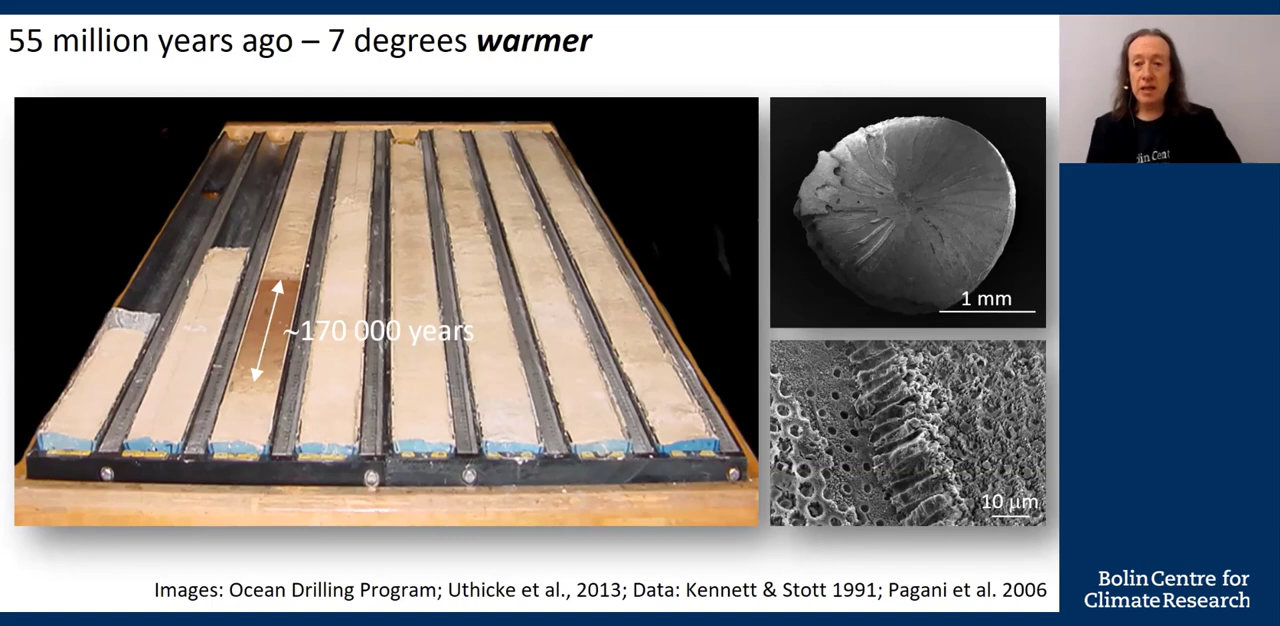 55 million years ago – 7 degrees warmer
~170 000 years
1 mm
10 µm
Images: Ocean Drilling Program; Uthicke et al., 2013; Data: Kennett & Stott 1991; Pagani et al. 2006
Bolin Centre for
Climate Research